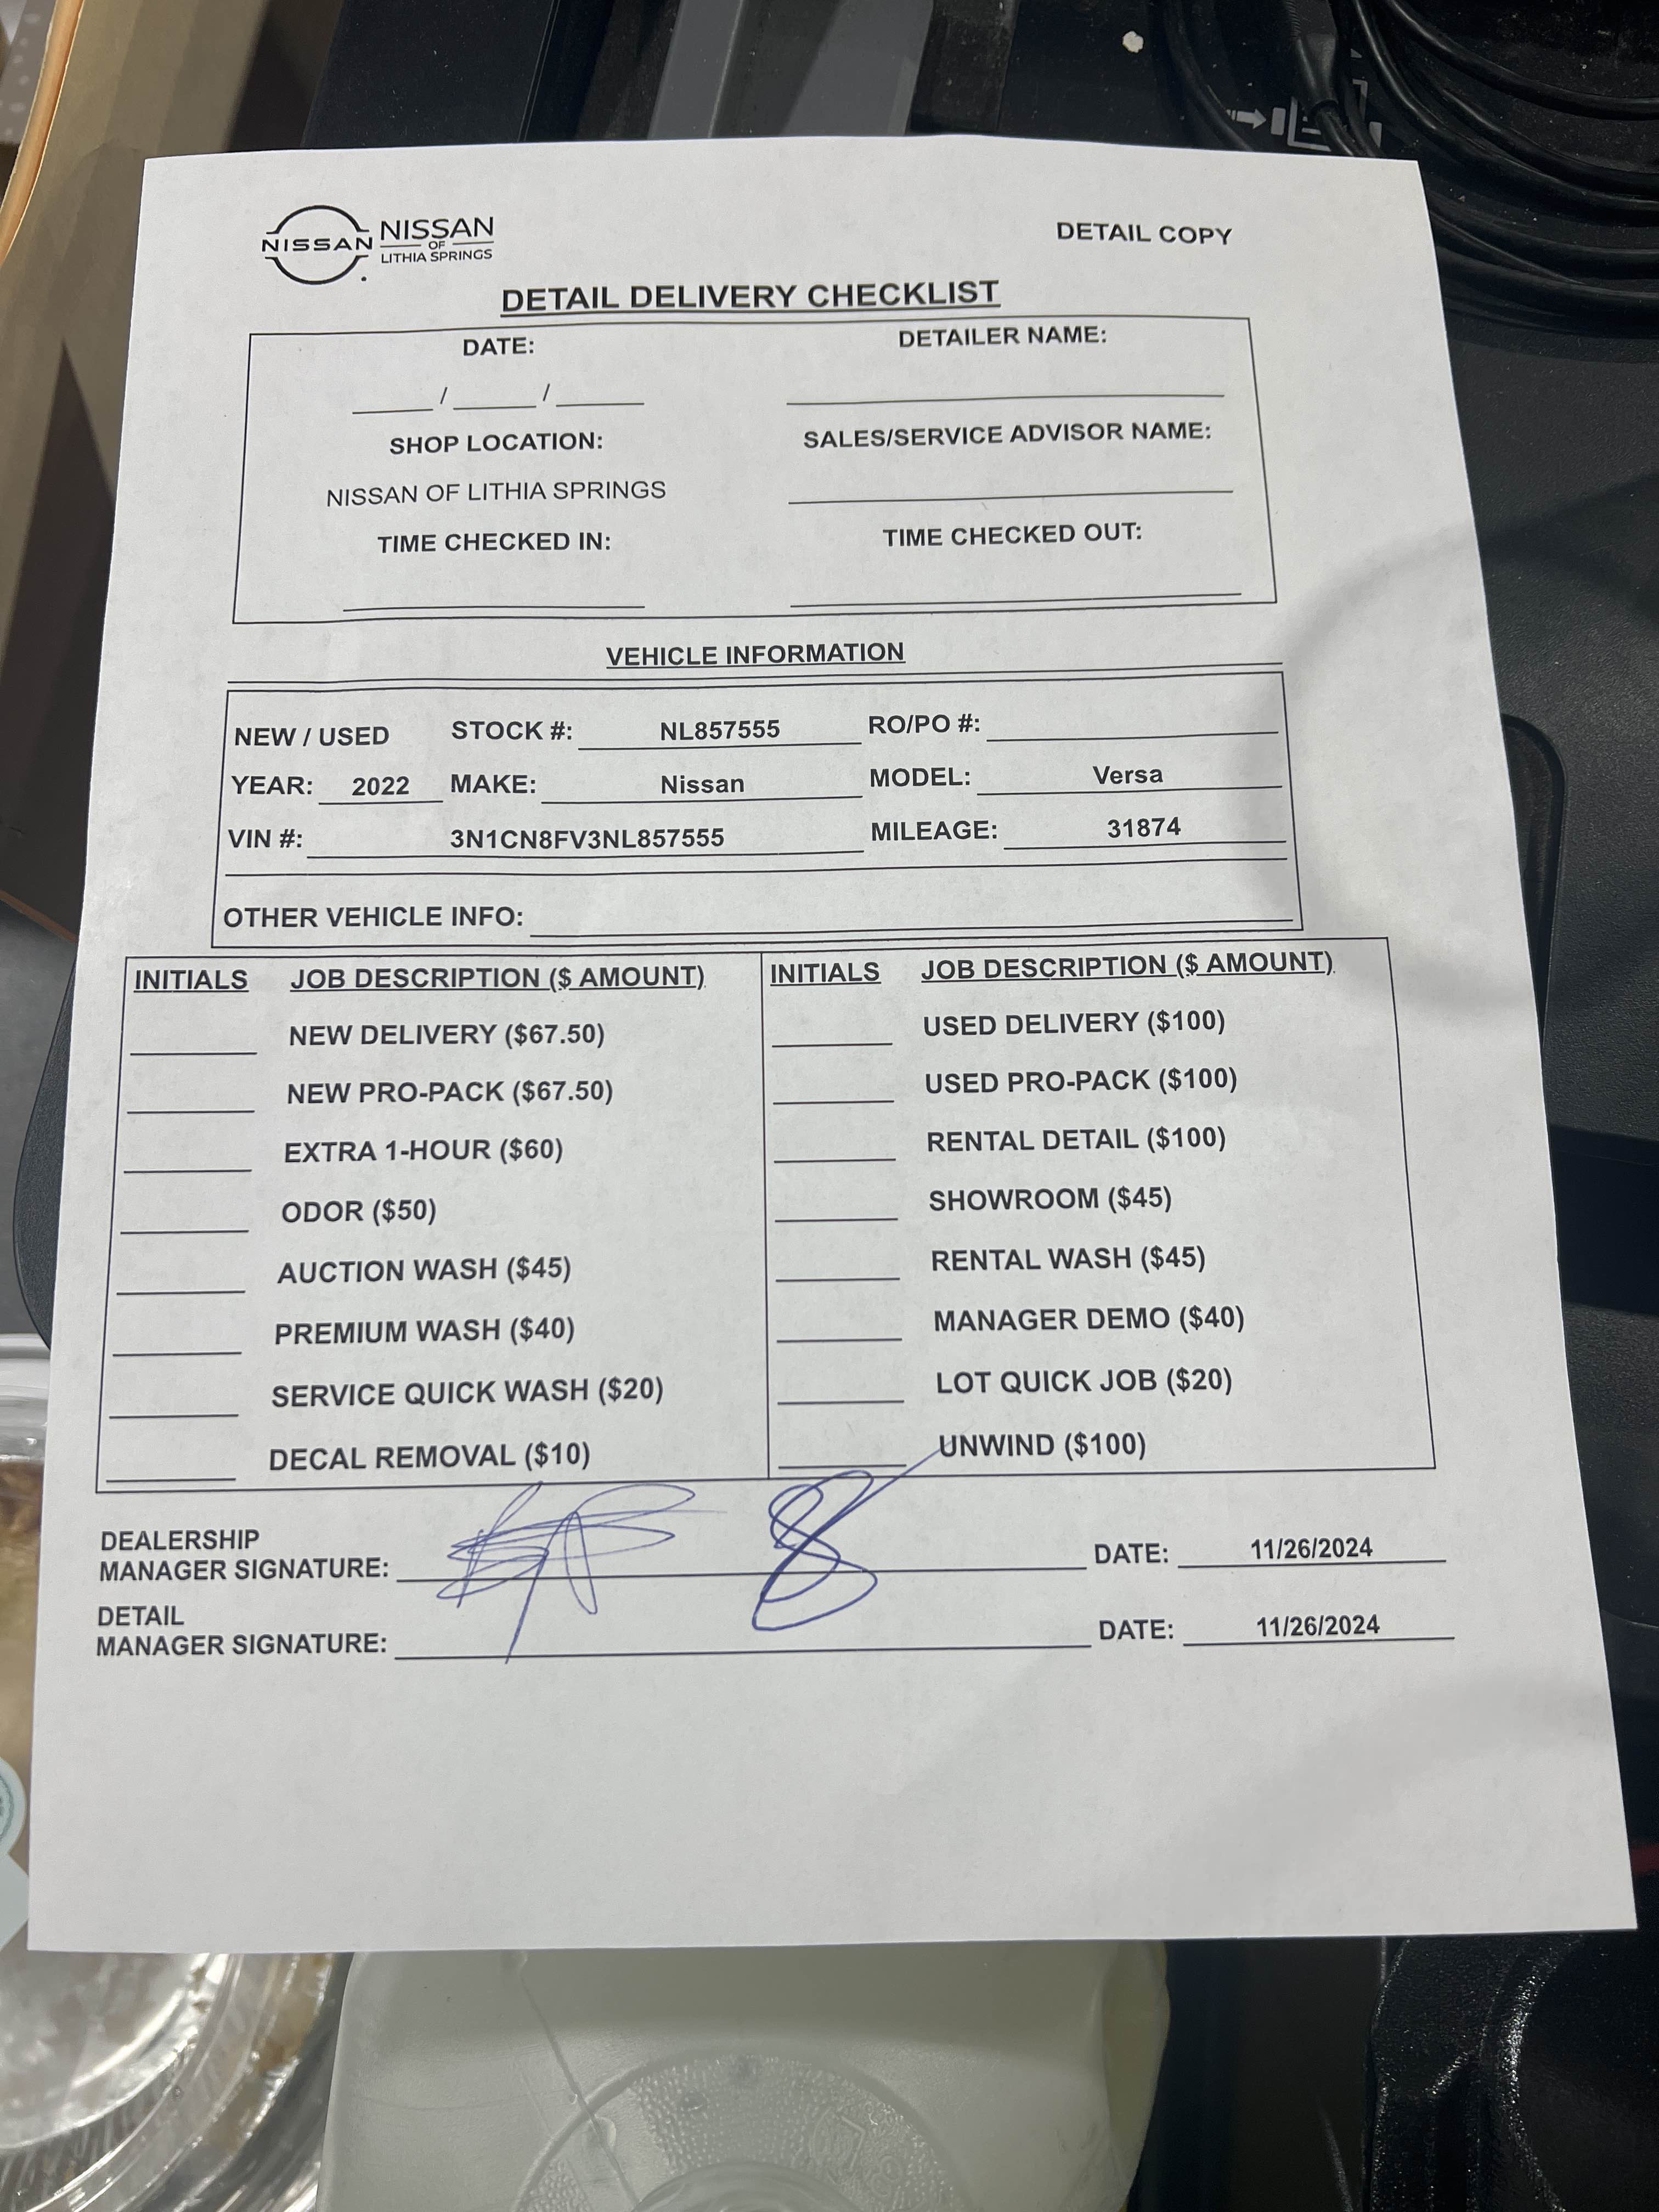 NISSAN NISSAN
OF
LITHIA SPRINGS
DETAIL COPY
DETAIL DELIVERY CHECKLIST
DATE: DETAILER NAME:
____ / ____ / ____ ____
SHOP LOCATION: SALES/SERVICE ADVISOR NAME:
NISSAN OF LITHIA SPRINGS
TIME CHECKED IN: TIME CHECKED OUT:
VEHICLE INFORMATION
NEW / USED STOCK #: NL857555 RO/PO #:
YEAR: 2022 MAKE: Nissan MODEL: Versa
VIN #: 3N1CN8FV3NL857555 MILEAGE: 31874
OTHER VEHICLE INFO:
INITIALS JOB DESCRIPTION ($ AMOUNT)
NEW DELIVERY ($67.50)
NEW PRO-PACK ($67.50)
EXTRA 1-HOUR ($60)
ODOR ($50)
AUCTION WASH ($45)
PREMIUM WASH ($40)
SERVICE QUICK WASH ($20)
DECAL REMOVAL ($10)
INITIALS JOB DESCRIPTION ($ AMOUNT)
USED DELIVERY ($100)
USED PRO-PACK ($100)
RENTAL DETAIL ($100)
SHOWROOM ($45)
RENTAL WASH ($45)
MANAGER DEMO ($40)
LOT QUICK JOB ($20)
UNWIND ($100)
DEALERSHIP
MANAGER SIGNATURE: DATE: 11/26/2024
DETAIL
MANAGER SIGNATURE: DATE: 11/26/2024